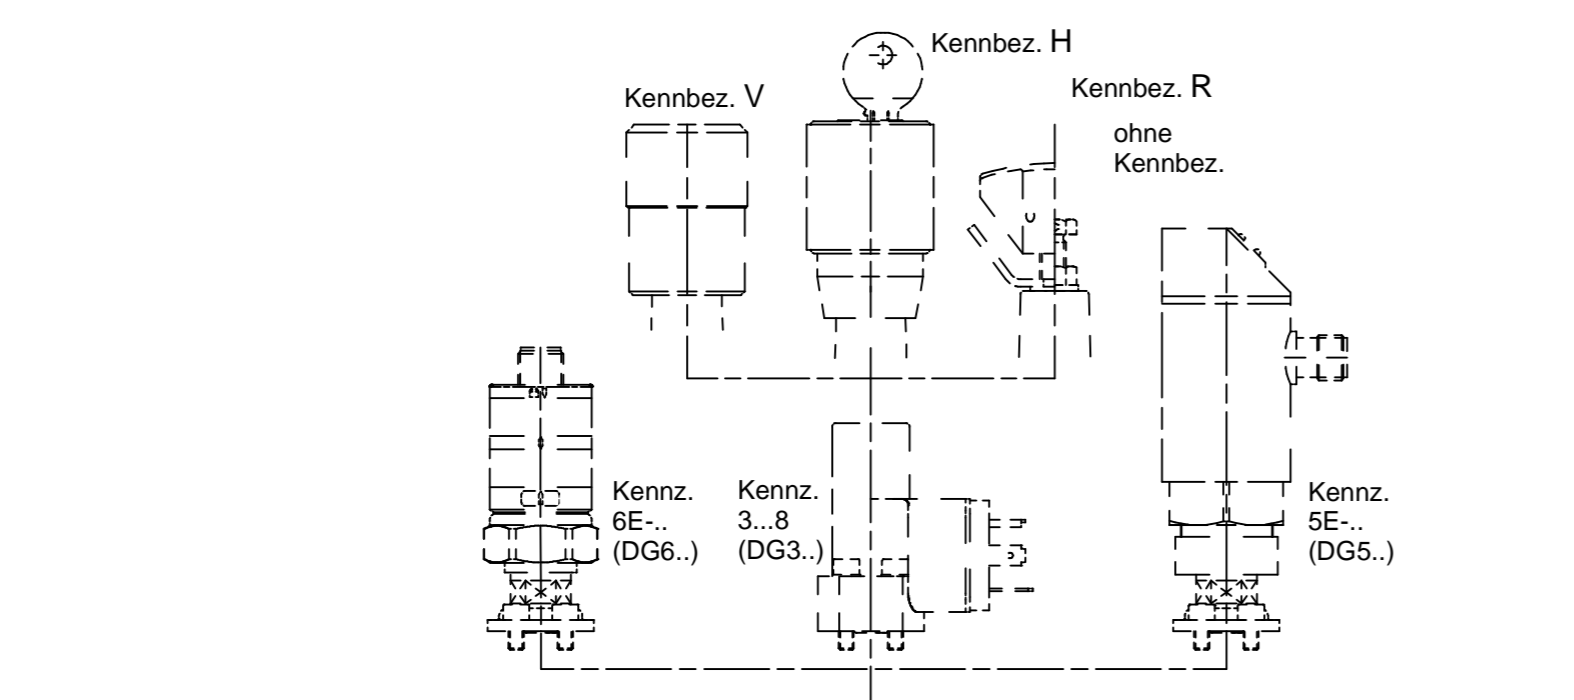 Kennbez. H
Kennbez. R
Kennbez. V
ohne
Kennbez.
Kennz.
6E-..
(DG6..)
Kennz.
3...8
(DG3..)
Kennz.
5E-..
(DG5..)